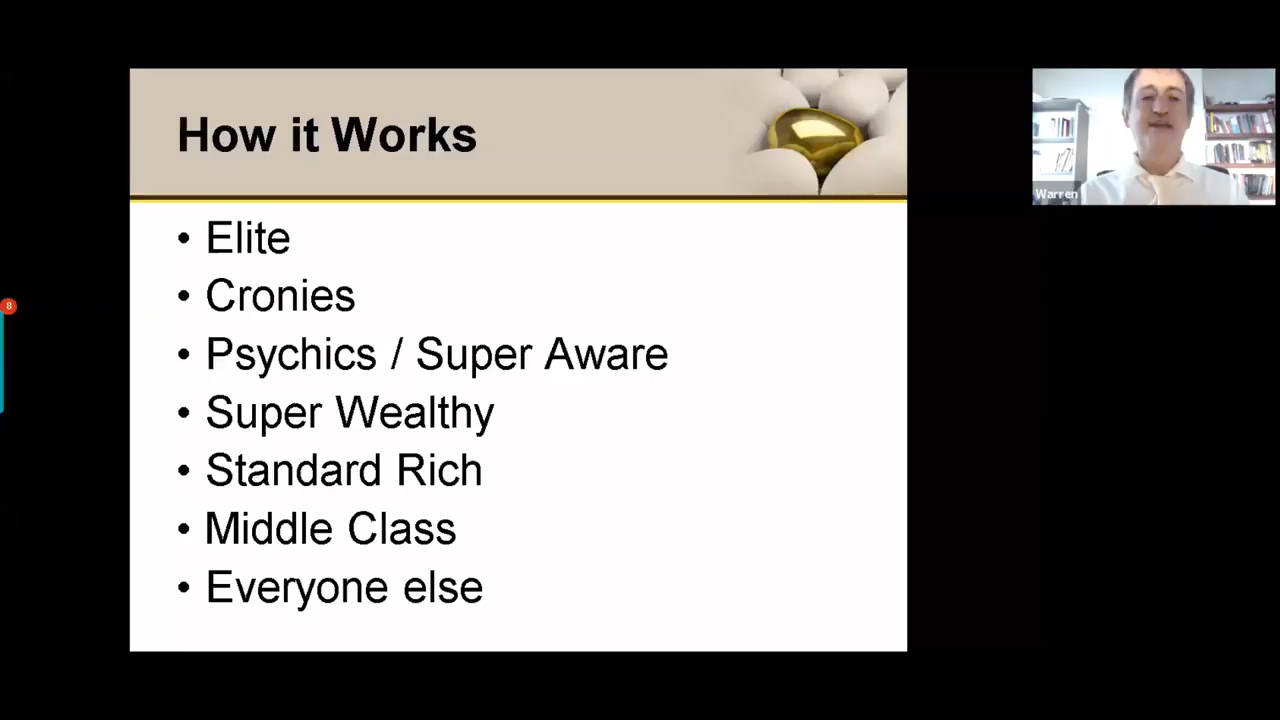 How it Works
• Elite
• Cronies
• Psychics / Super Aware
• Super Wealthy
• Standard Rich
• Middle Class
• Everyone else
Warren
8